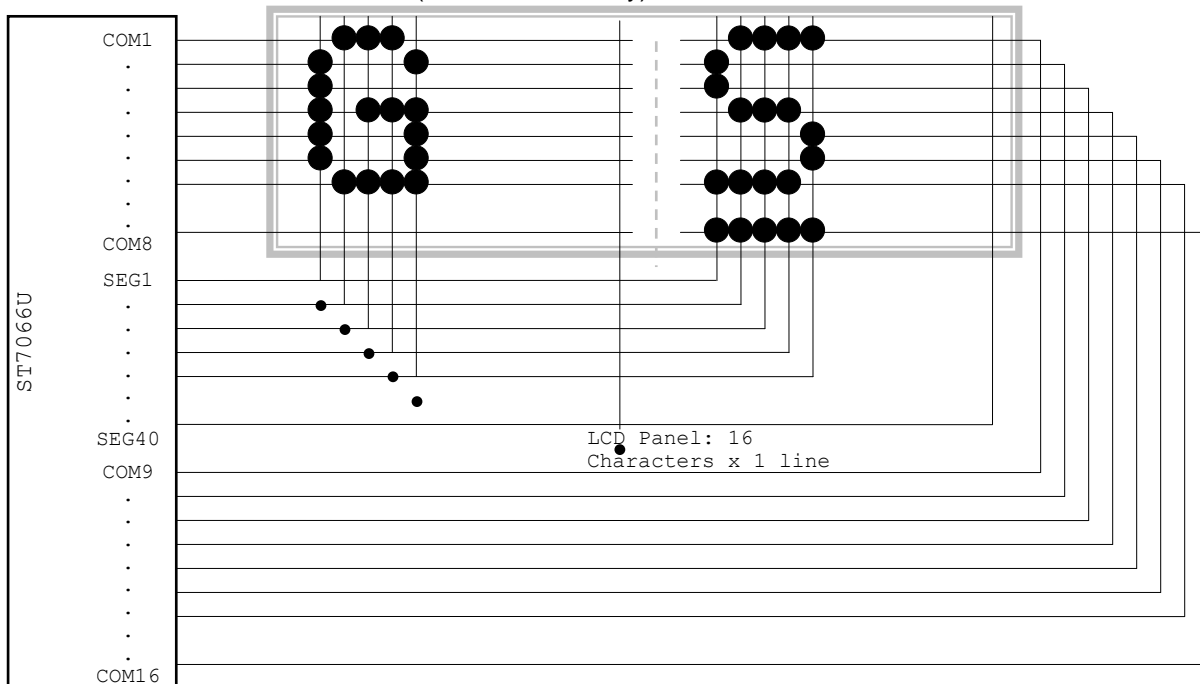 COM1
COM8
SEG1
ST7066U
SEG40
LCD Panel: 16
Characters x 1 line
COM9
COM16